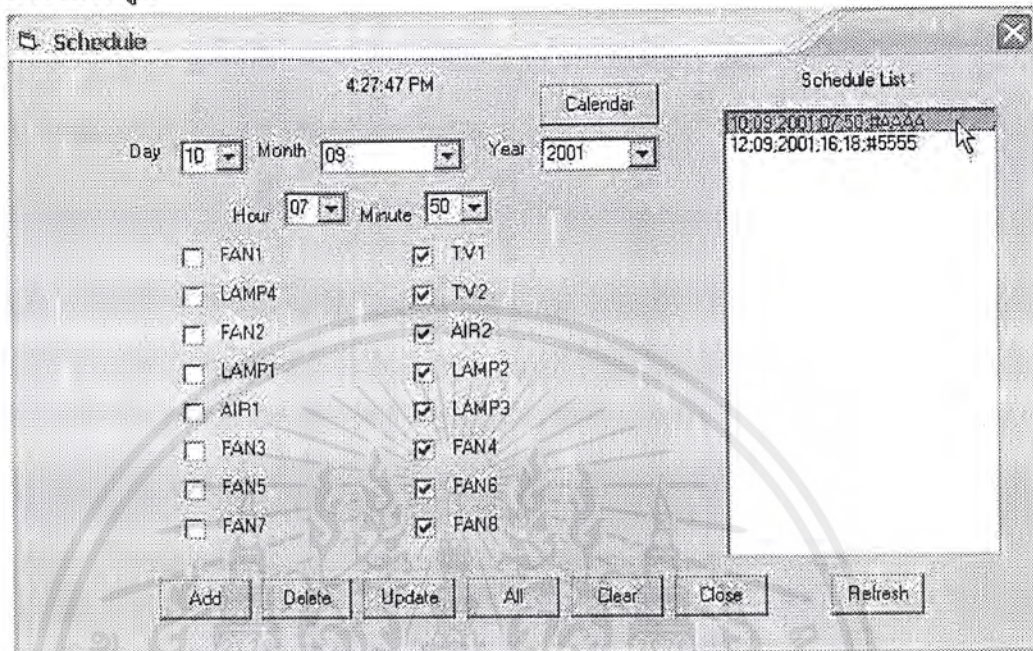 Schedule
4:27:47 PM
Calendar
Schedule List
Day 10 Month 09 Year 2001
Hour 07 Minute 50
10;09;2001;07;50;#AAAA
12;09;2001;16;18;#5555
FAN1 TV1
LAMP4 TV2
FAN2 AIR2
LAMP1 LAMP2
AIR1 LAMP3
FAN3 FAN4
FAN5 FAN6
FAN7 FAN8
Add Delete Update All Clear Close Refresh